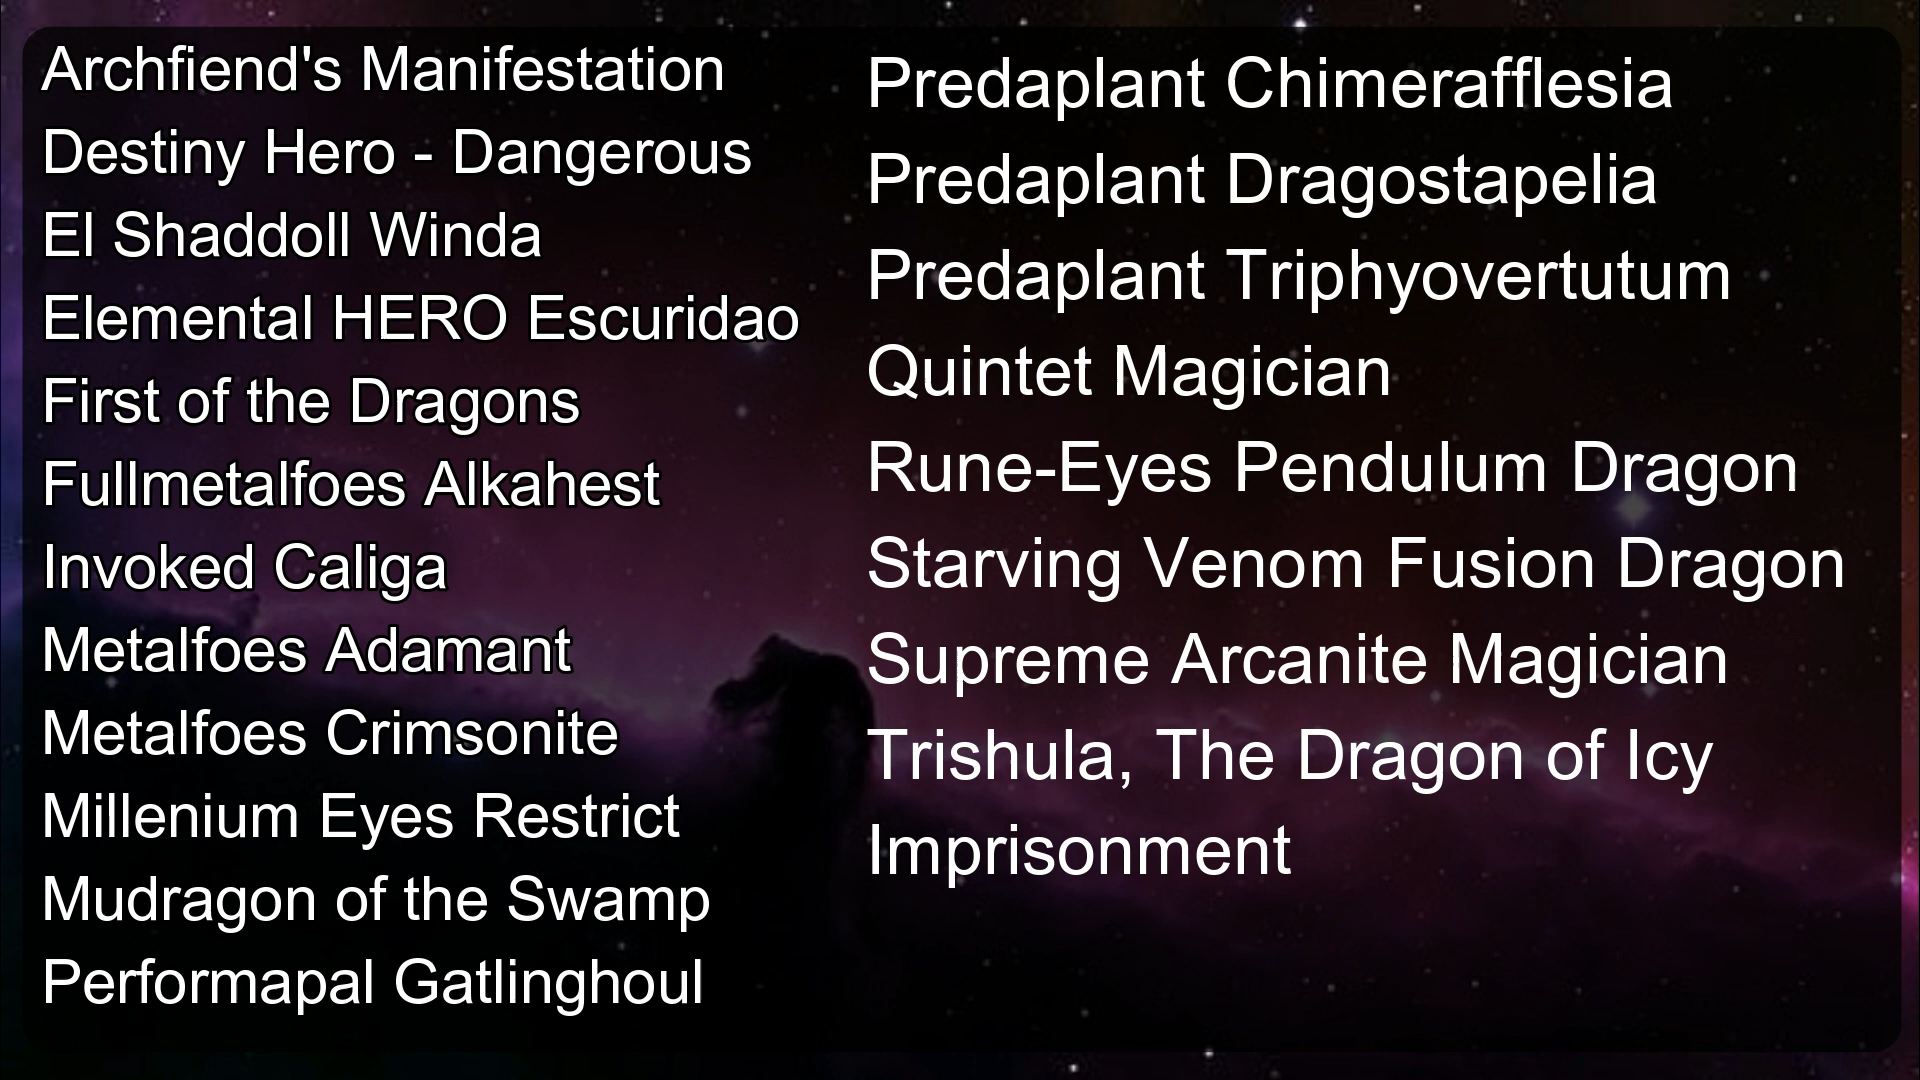 Archfiend's Manifestation
Destiny Hero - Dangerous
El Shaddoll Winda
Elemental HERO Escuridao
First of the Dragons
Fullmetalfoes Alkahest
Invoked Caliga
Metalfoes Adamant
Metalfoes Crimsonite
Millenium Eyes Restrict
Mudragon of the Swamp
Performapal Gatlinghoul
Predaplant Chimerafflesia
Predaplant Dragostapelia
Predaplant Triphyovertutum
Quintet Magician
Rune-Eyes Pendulum Dragon
Starving Venom Fusion Dragon
Supreme Arcanite Magician
Trishula, The Dragon of Icy
Imprisonment